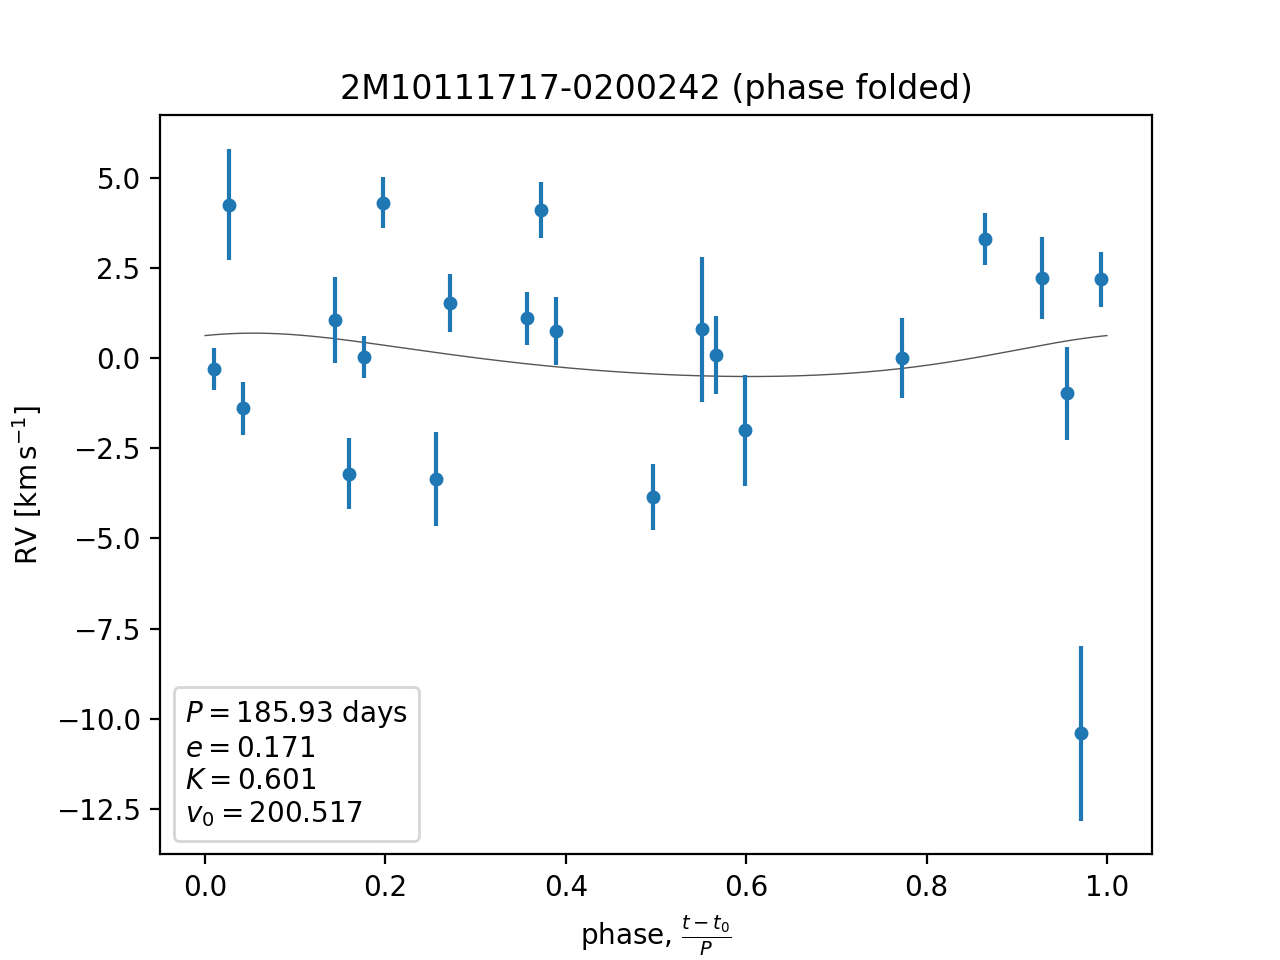 2M10111717-0200242 (phase folded)
RV [km s⁻¹]
5.0
2.5
0.0
−2.5
−5.0
−7.5
−10.0
−12.5
P = 185.93 days
e = 0.171
K = 0.601
v₀ = 200.517
0.0 0.2 0.4 0.6 0.8 1.0
phase, (t − t₀)/P